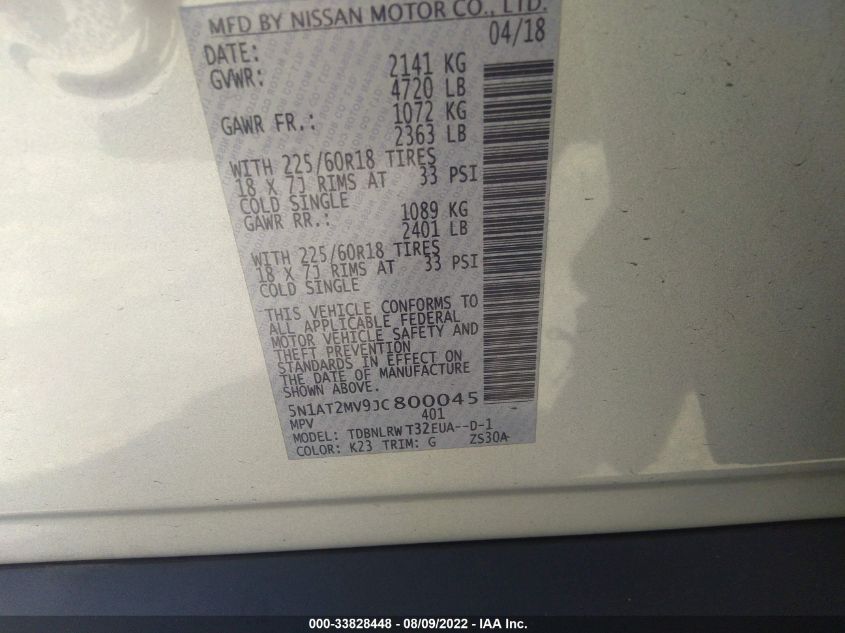 MFD BY NISSAN MOTOR CO., LTD.
DATE: 04/18
GVWR: 2141 KG
4720 LB
GAWR FR.: 1072 KG
2363 LB
WITH 225/60R18 TIRES
18 X 7J RIMS AT 33 PSI
COLD SINGLE
GAWR RR.: 1089 KG
2401 LB
WITH 225/60R18 TIRES
18 X 7J RIMS AT 33 PSI
COLD SINGLE
THIS VEHICLE CONFORMS TO
ALL APPLICABLE FEDERAL
MOTOR VEHICLE SAFETY AND
THEFT PREVENTION
STANDARDS IN EFFECT ON
THE DATE OF MANUFACTURE
SHOWN ABOVE.
5N1AT2MV9JC800045
MPV 401
MODEL: TDBNLRW T32EUA--D-1
COLOR: K23 TRIM: G ZS30A
000-33828448 - 08/09/2022 - IAA Inc.